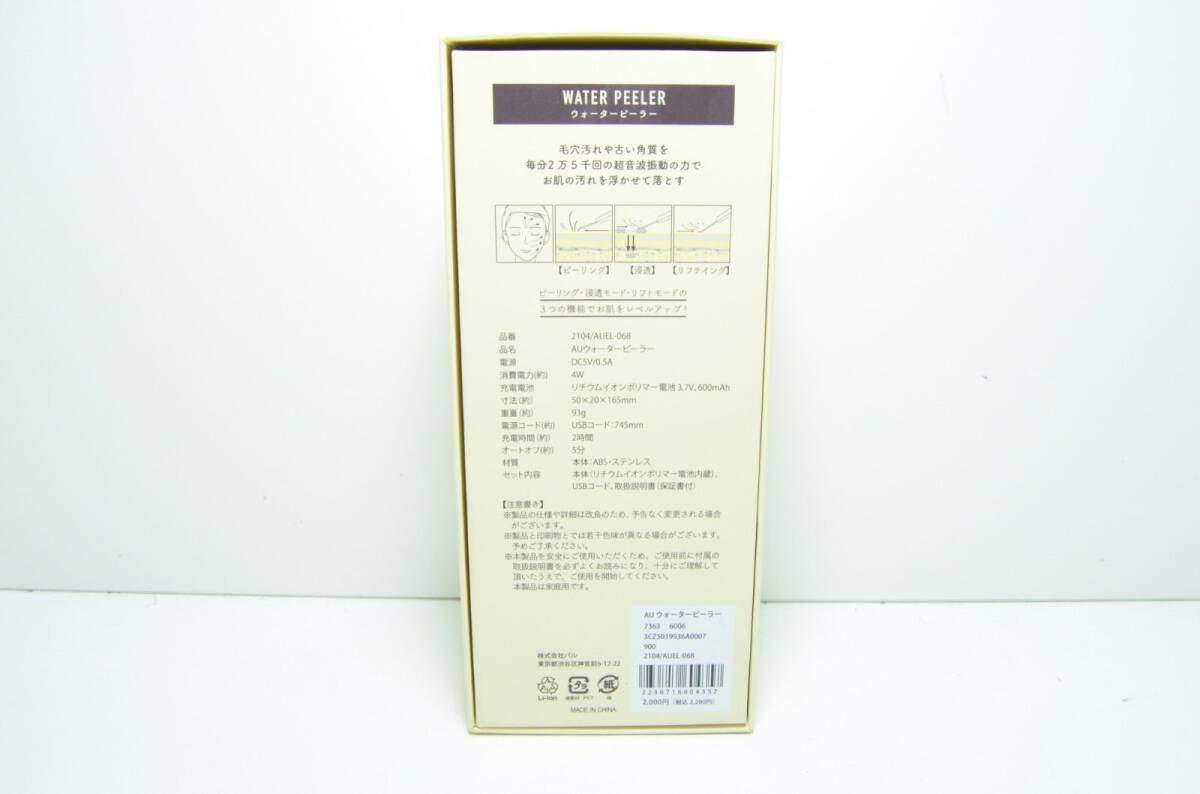 WATER PEELER
ウォーターピーラー
毛穴汚れや古い角質を
毎分2万5千回の超音波振動の力で
お肌の汚れを浮かせて落とす
【ピーリング】 【浸透】 【リフティング】
ピーリング・浸透モード・リフトモードの
3つの機能でお肌をレベルアップ!
品番 2104/AUEL-068
品名 AUウォーターピーラー
電源 DC5V/0.5A
消費電力(約) 4W
充電電池 リチウムイオンポリマー電池 3.7V、600mAh
寸法(約) 50×20×165mm
重量(約) 93g
電源コード(約) USBコード:745mm
充電時間(約) 2時間
オートオフ(約) 5分
材質 本体:ABS・ステンレス
セット内容 本体(リチウムイオンポリマー電池内蔵)、
USBコード、取扱説明書(保証書付)
【注意書き】
※製品の仕様や詳細は改良のため、予告なく変更される場合
がございます。
※製品と印刷物とでは若干色味が異なる場合がございます。
予めご了承ください。
※本製品を安全にご使用いただくため、ご使用前に付属の
取扱説明書を必ずよくお読みになり、十分にご理解して
頂いたうえで、ご使用を開始してください。
本製品は家庭用です。
株式会社パル
東京都渋谷区神宮前6-12-22
Li-ion
プラ
緩衝材・PET
紙
箱
MADE IN CHINA
AU ウォーターピーラー
7363 6006
3CZ5019936A0007
900
2104/AUEL-068
2296716604357
2,000円 (税込 2,200円)